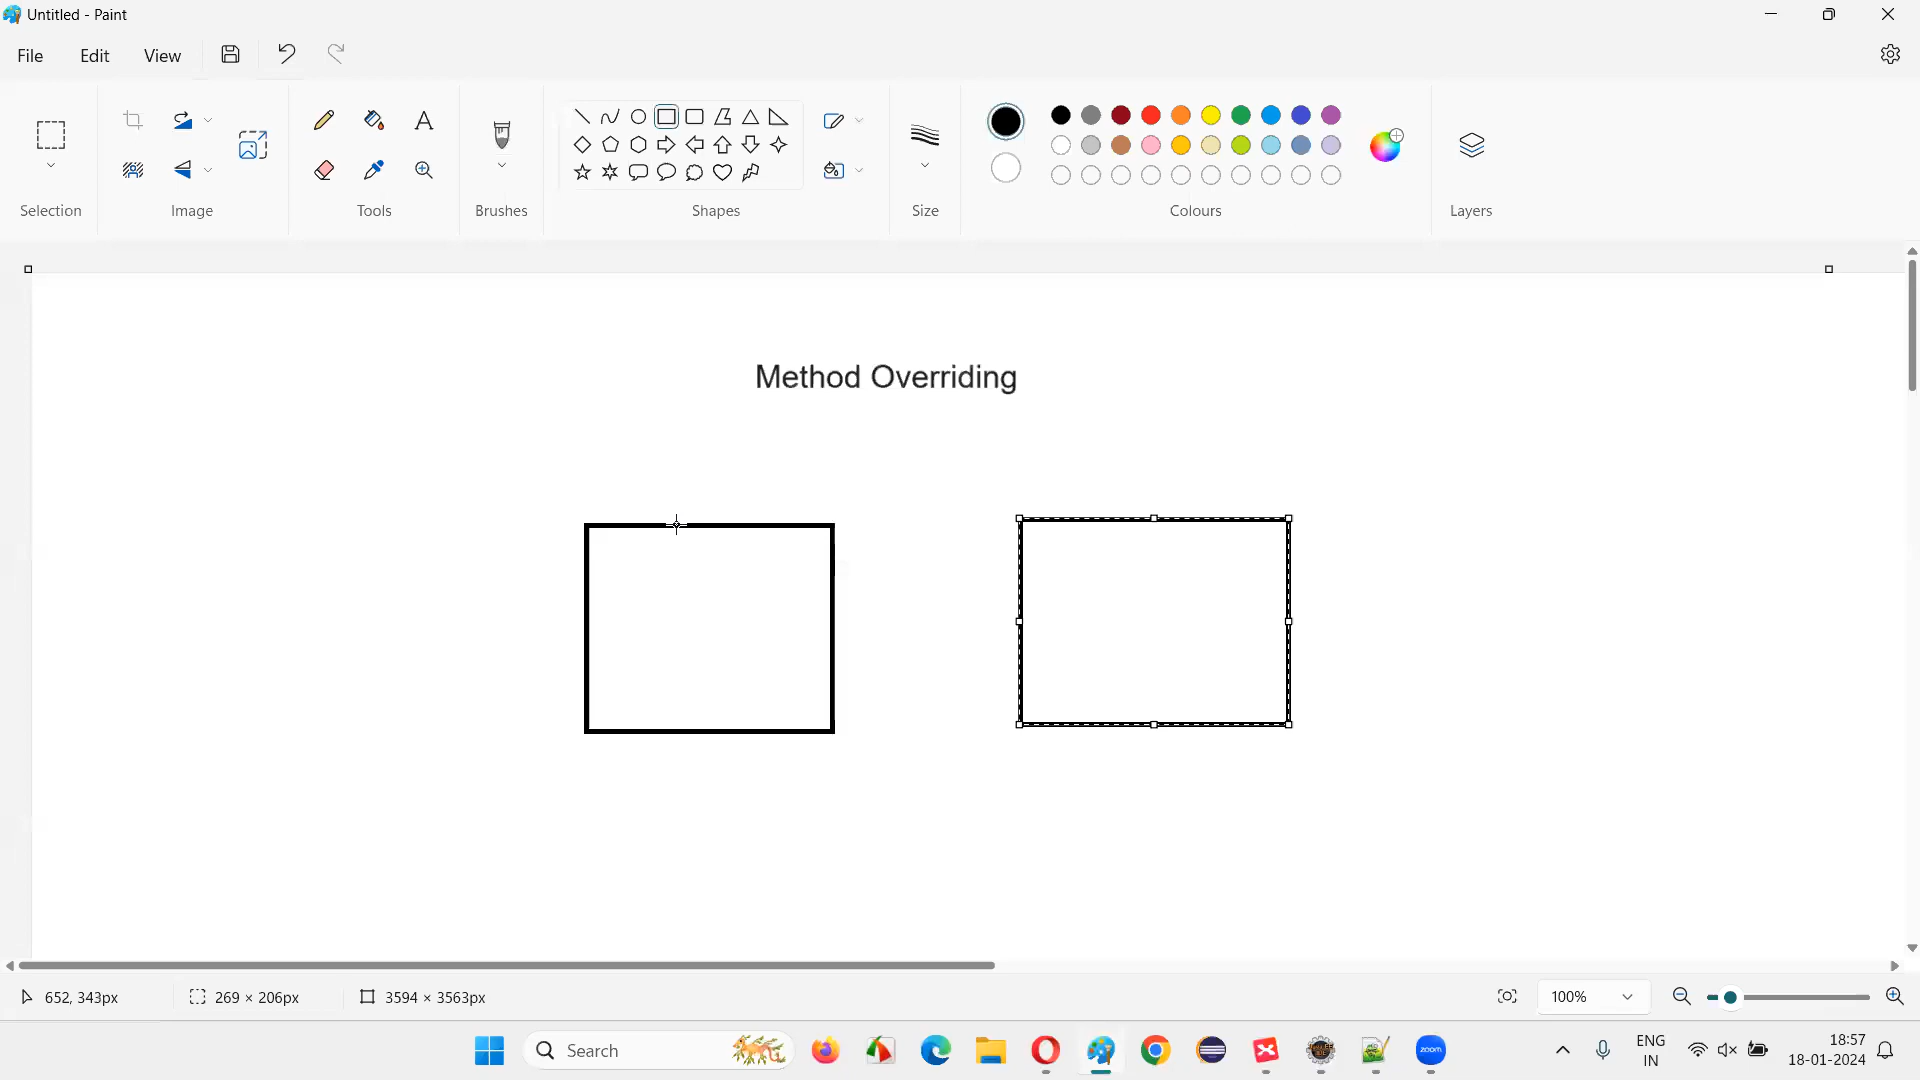 Untitled - Paint
File Edit View
Selection Image Tools Brushes Shapes Size Colours Layers
Method Overriding
652, 343px 269 × 206px 3594 × 3563px 100%
Search zoom ENG 18:57
IN 18-01-2024